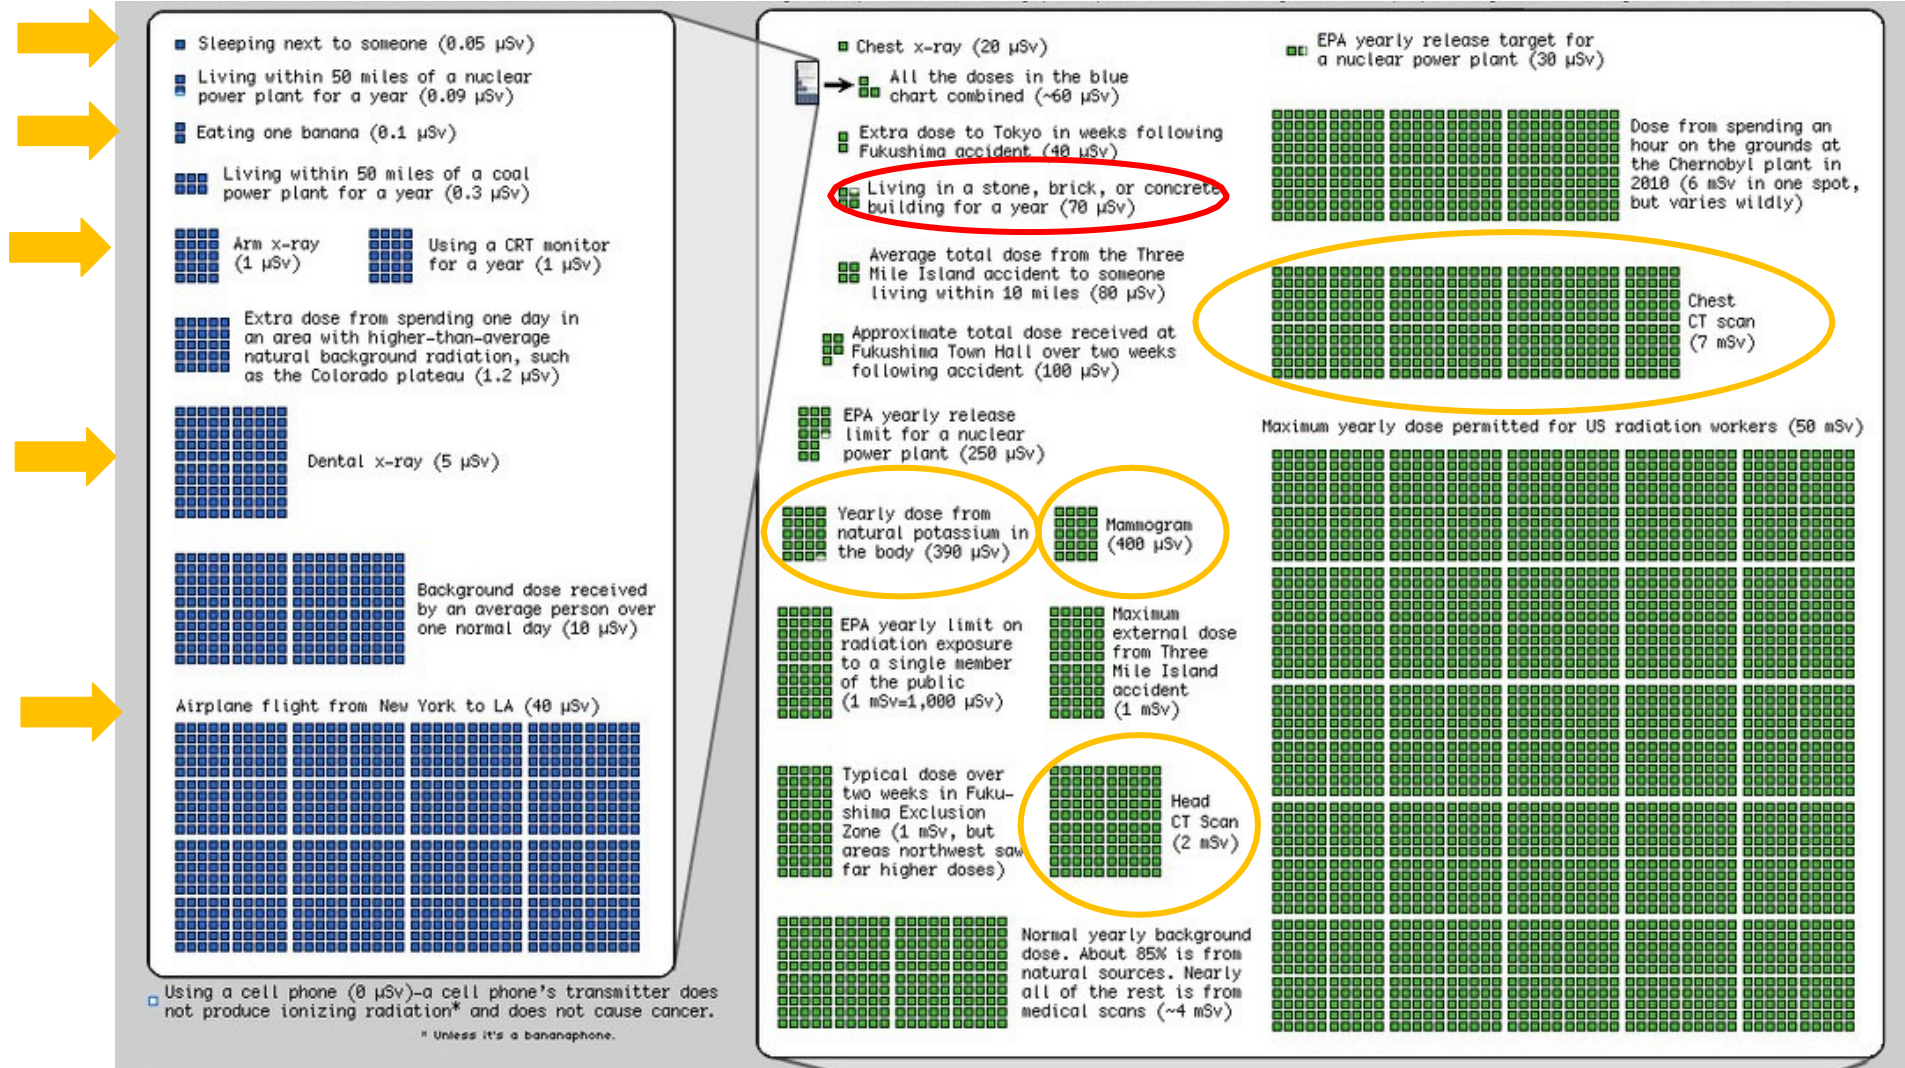 Sleeping next to someone (0.05 µSv)
Living within 50 miles of a nuclear
power plant for a year (0.09 µSv)
Eating one banana (0.1 µSv)
Living within 50 miles of a coal
power plant for a year (0.3 µSv)
Arm x-ray
(1 µSv)
Using a CRT monitor
for a year (1 µSv)
Extra dose from spending one day in
an area with higher-than-average
natural background radiation, such
as the Colorado plateau (1.2 µSv)
Dental x-ray (5 µSv)
Background dose received
by an average person over
one normal day (10 µSv)
Airplane flight from New York to LA (40 µSv)
Using a cell phone (0 µSv)-a cell phone's transmitter does
not produce ionizing radiation* and does not cause cancer.
* Unless it's a bananaphone.
Chest x-ray (20 µSv)
All the doses in the blue
chart combined (~60 µSv)
Extra dose to Tokyo in weeks following
Fukushima accident (40 µSv)
Living in a stone, brick, or concrete
building for a year (70 µSv)
Average total dose from the Three
Mile Island accident to someone
living within 10 miles (80 µSv)
Approximate total dose received at
Fukushima Town Hall over two weeks
following accident (100 µSv)
EPA yearly release
limit for a nuclear
power plant (250 µSv)
Yearly dose from
natural potassium in
the body (390 µSv)
Mammogram
(400 µSv)
EPA yearly limit on
radiation exposure
to a single member
of the public
(1 mSv=1,000 µSv)
Maximum
external dose
from Three
Mile Island
accident
(1 mSv)
Typical dose over
two weeks in Fuku-
shima Exclusion
Zone (1 mSv, but
areas northwest saw
far higher doses)
Head
CT Scan
(2 mSv)
Normal yearly background
dose. About 85% is from
natural sources. Nearly
all of the rest is from
medical scans (~4 mSv)
EPA yearly release target for
a nuclear power plant (30 µSv)
Dose from spending an
hour on the grounds at
the Chernobyl plant in
2010 (6 mSv in one spot,
but varies wildly)
Chest
CT scan
(7 mSv)
Maximum yearly dose permitted for US radiation workers (50 mSv)